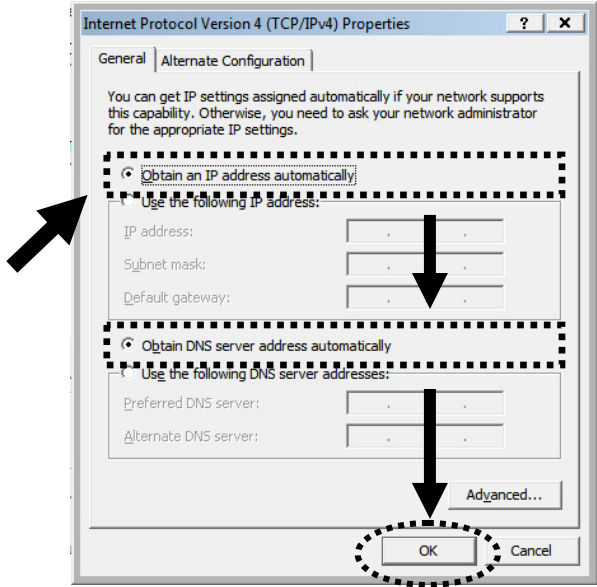 Internet Protocol Version 4 (TCP/IPv4) Properties
?
X
General
Alternate Configuration
You can get IP settings assigned automatically if your network supports
this capability. Otherwise, you need to ask your network administrator
for the appropriate IP settings.
Obtain an IP address automatically
Use the following IP address:
IP address:
Subnet mask:
Default gateway:
Obtain DNS server address automatically
Use the following DNS server addresses:
Preferred DNS server:
Alternate DNS server:
Advanced...
OK
Cancel